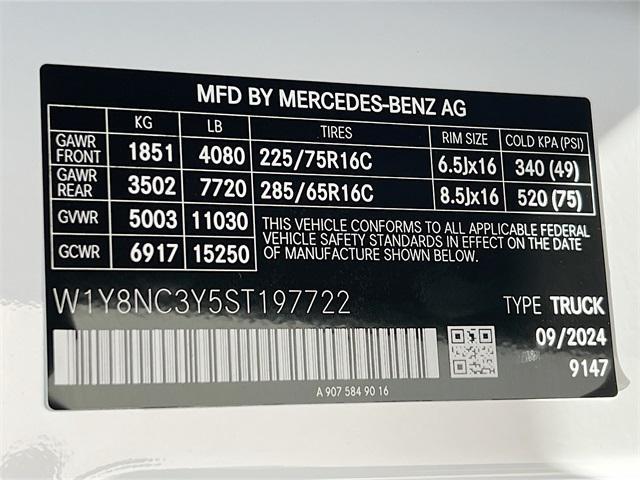 MFD BY MERCEDES-BENZ AG
KG LB TIRES RIM SIZE COLD KPA (PSI)
GAWR FRONT 1851 4080 225/75R16C 6.5Jx16 340 (49)
GAWR REAR 3502 7720 285/65R16C 8.5Jx16 520 (75)
GVWR 5003 11030
GCWR 6917 15250
THIS VEHICLE CONFORMS TO ALL APPLICABLE FEDERAL
VEHICLE SAFETY STANDARDS IN EFFECT ON THE DATE
OF MANUFACTURE SHOWN ABOVE.
W1Y8NC3Y5ST197722 TYPE TRUCK
09/2024
9147
A 907 584 90 16